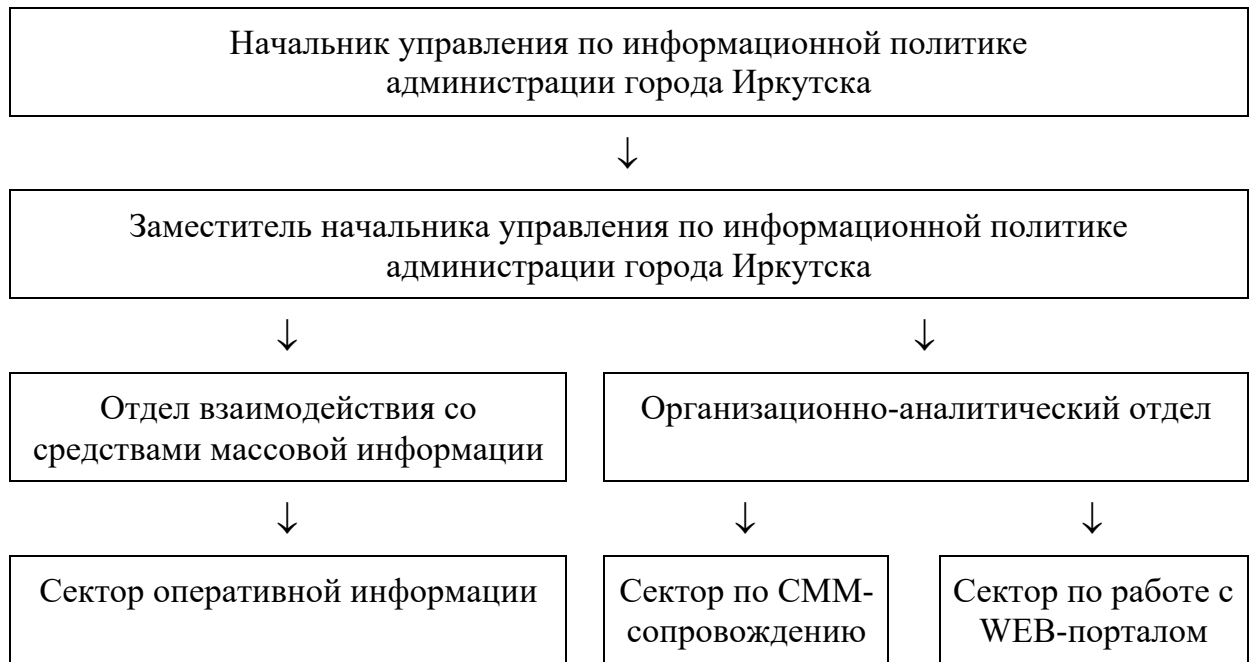 Начальник управления по информационной политике
администрации города Иркутска
↓
Заместитель начальника управления по информационной политике
администрации города Иркутска
↓ ↓
Отдел взаимодействия со
средствами массовой информации
Организационно-аналитический отдел
↓ ↓ ↓
Сектор оперативной информации
Сектор по СММ-
сопровождению
Сектор по работе с
WEB-порталом